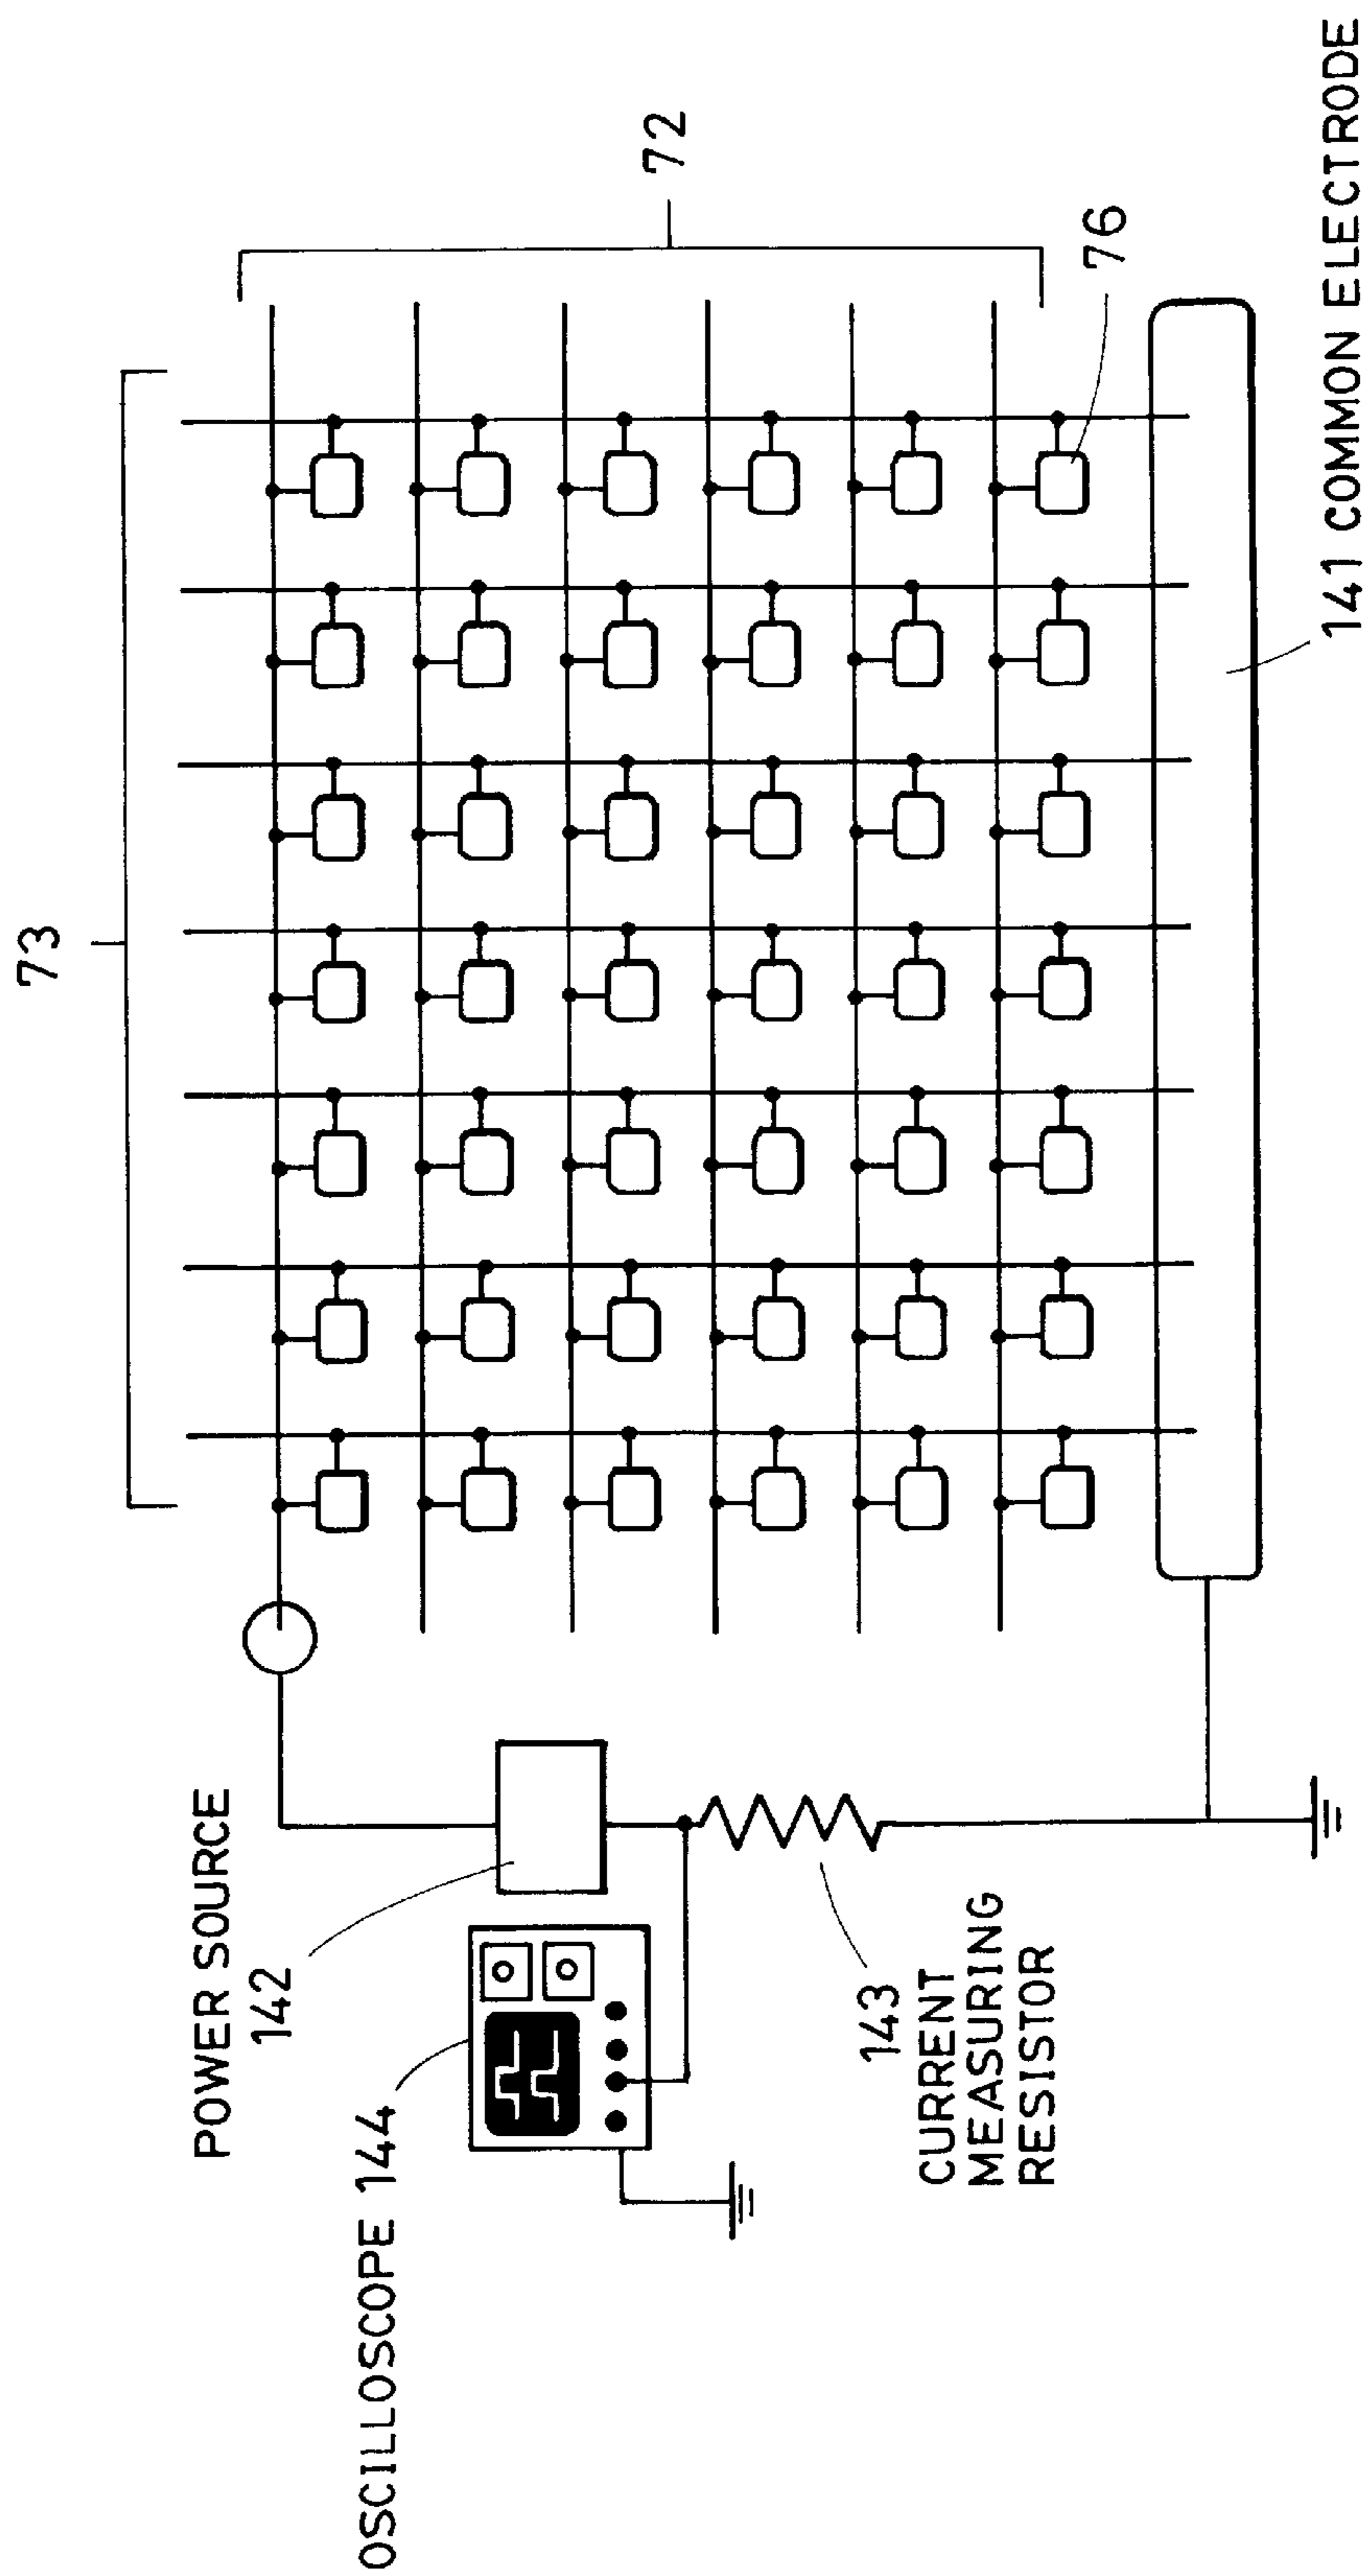 73
72
76
141 COMMON ELECTRODE
POWER SOURCE
142
OSCILLOSCOPE 144
143
CURRENT
MEASURING
RESISTOR